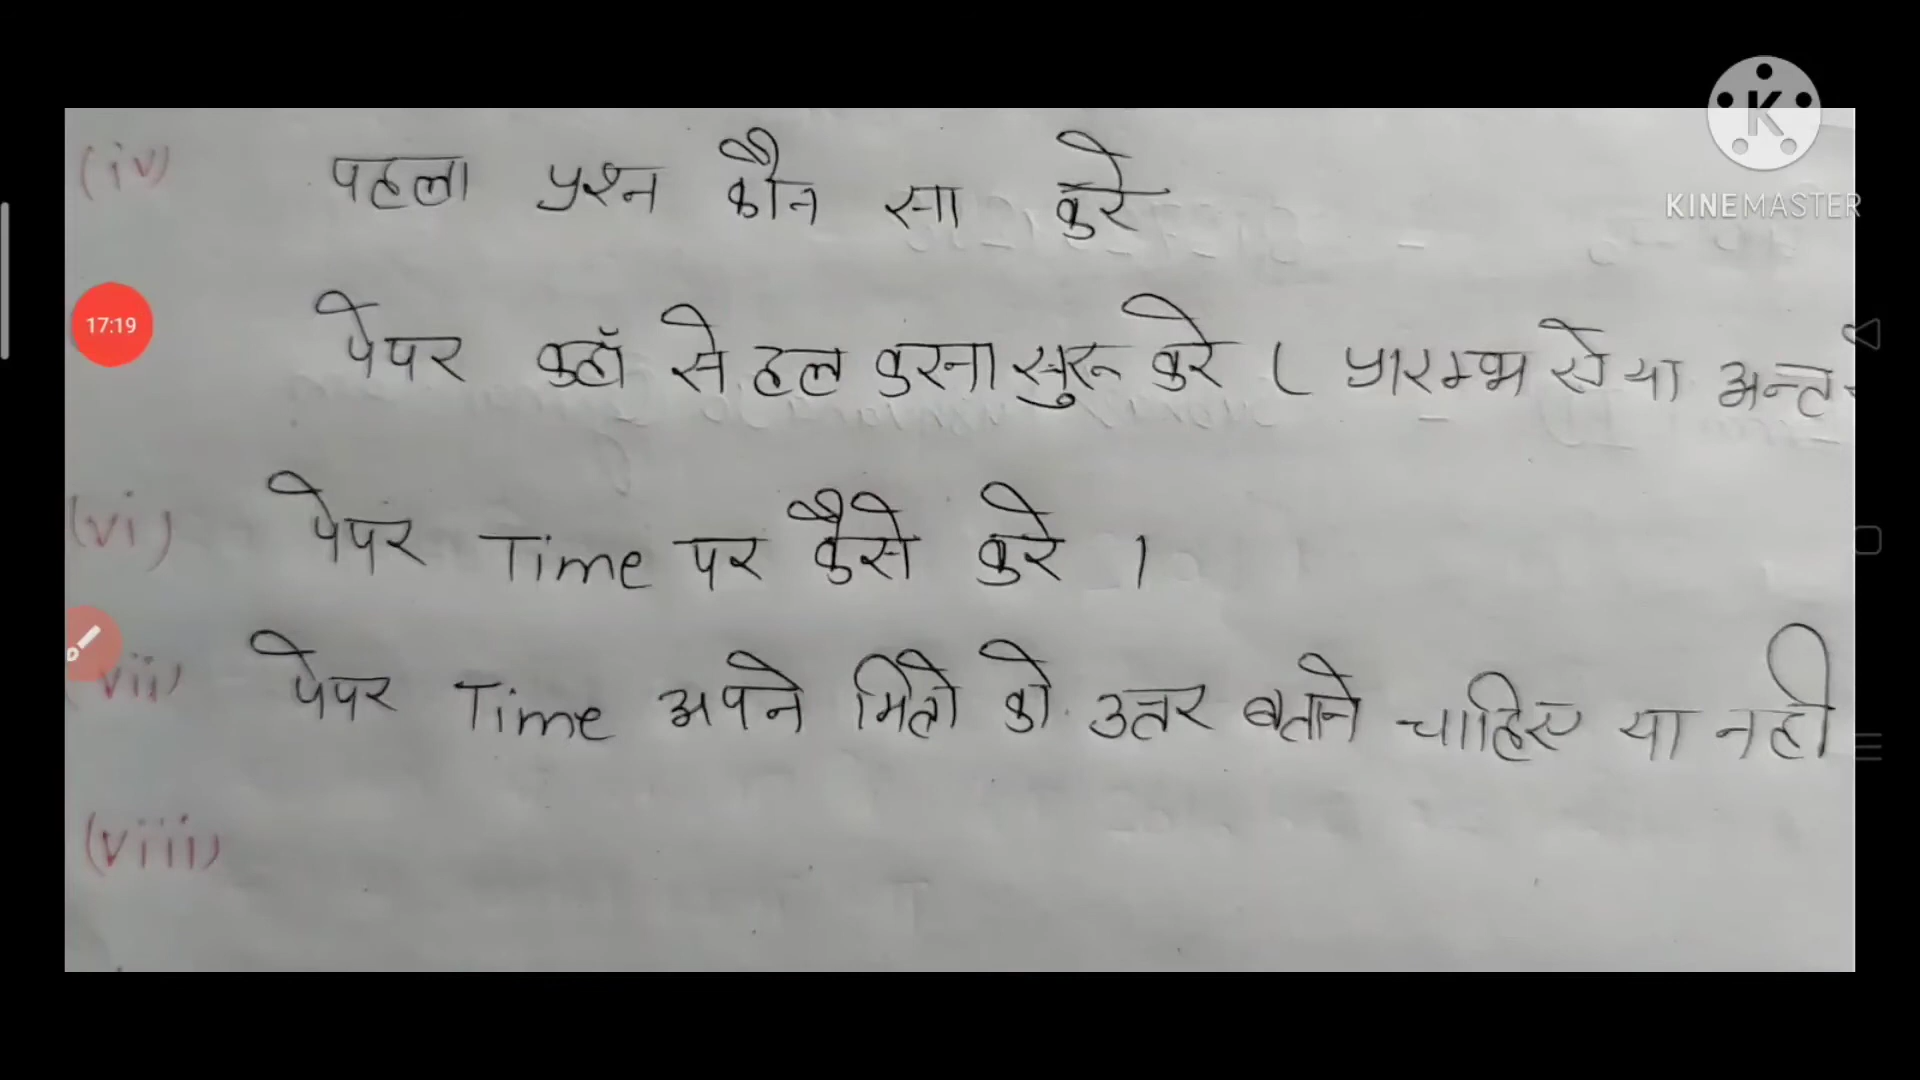 (iv) पहला प्रश्न कौन सा करे
KINEMASTER
17:19
पेपर कहाँ से हल करना सुरू करे ( प्रारम्भ से या अन्त
(vi) पेपर Time पर कैसे करे ।
(vii) पेपर Time अपने मित्रो को उत्तर बताने चाहिए या नही
(viii)